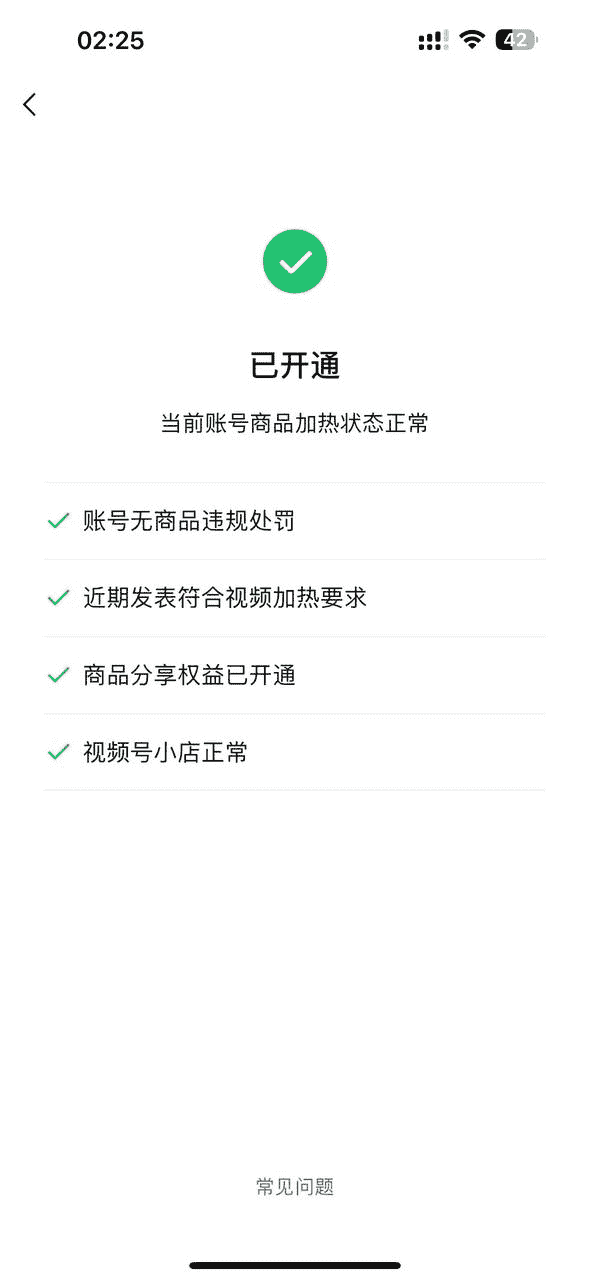 02:25
42
已开通
当前账号商品加热状态正常
账号无商品违规处罚
近期发表符合视频加热要求
商品分享权益已开通
视频号小店正常
常见问题